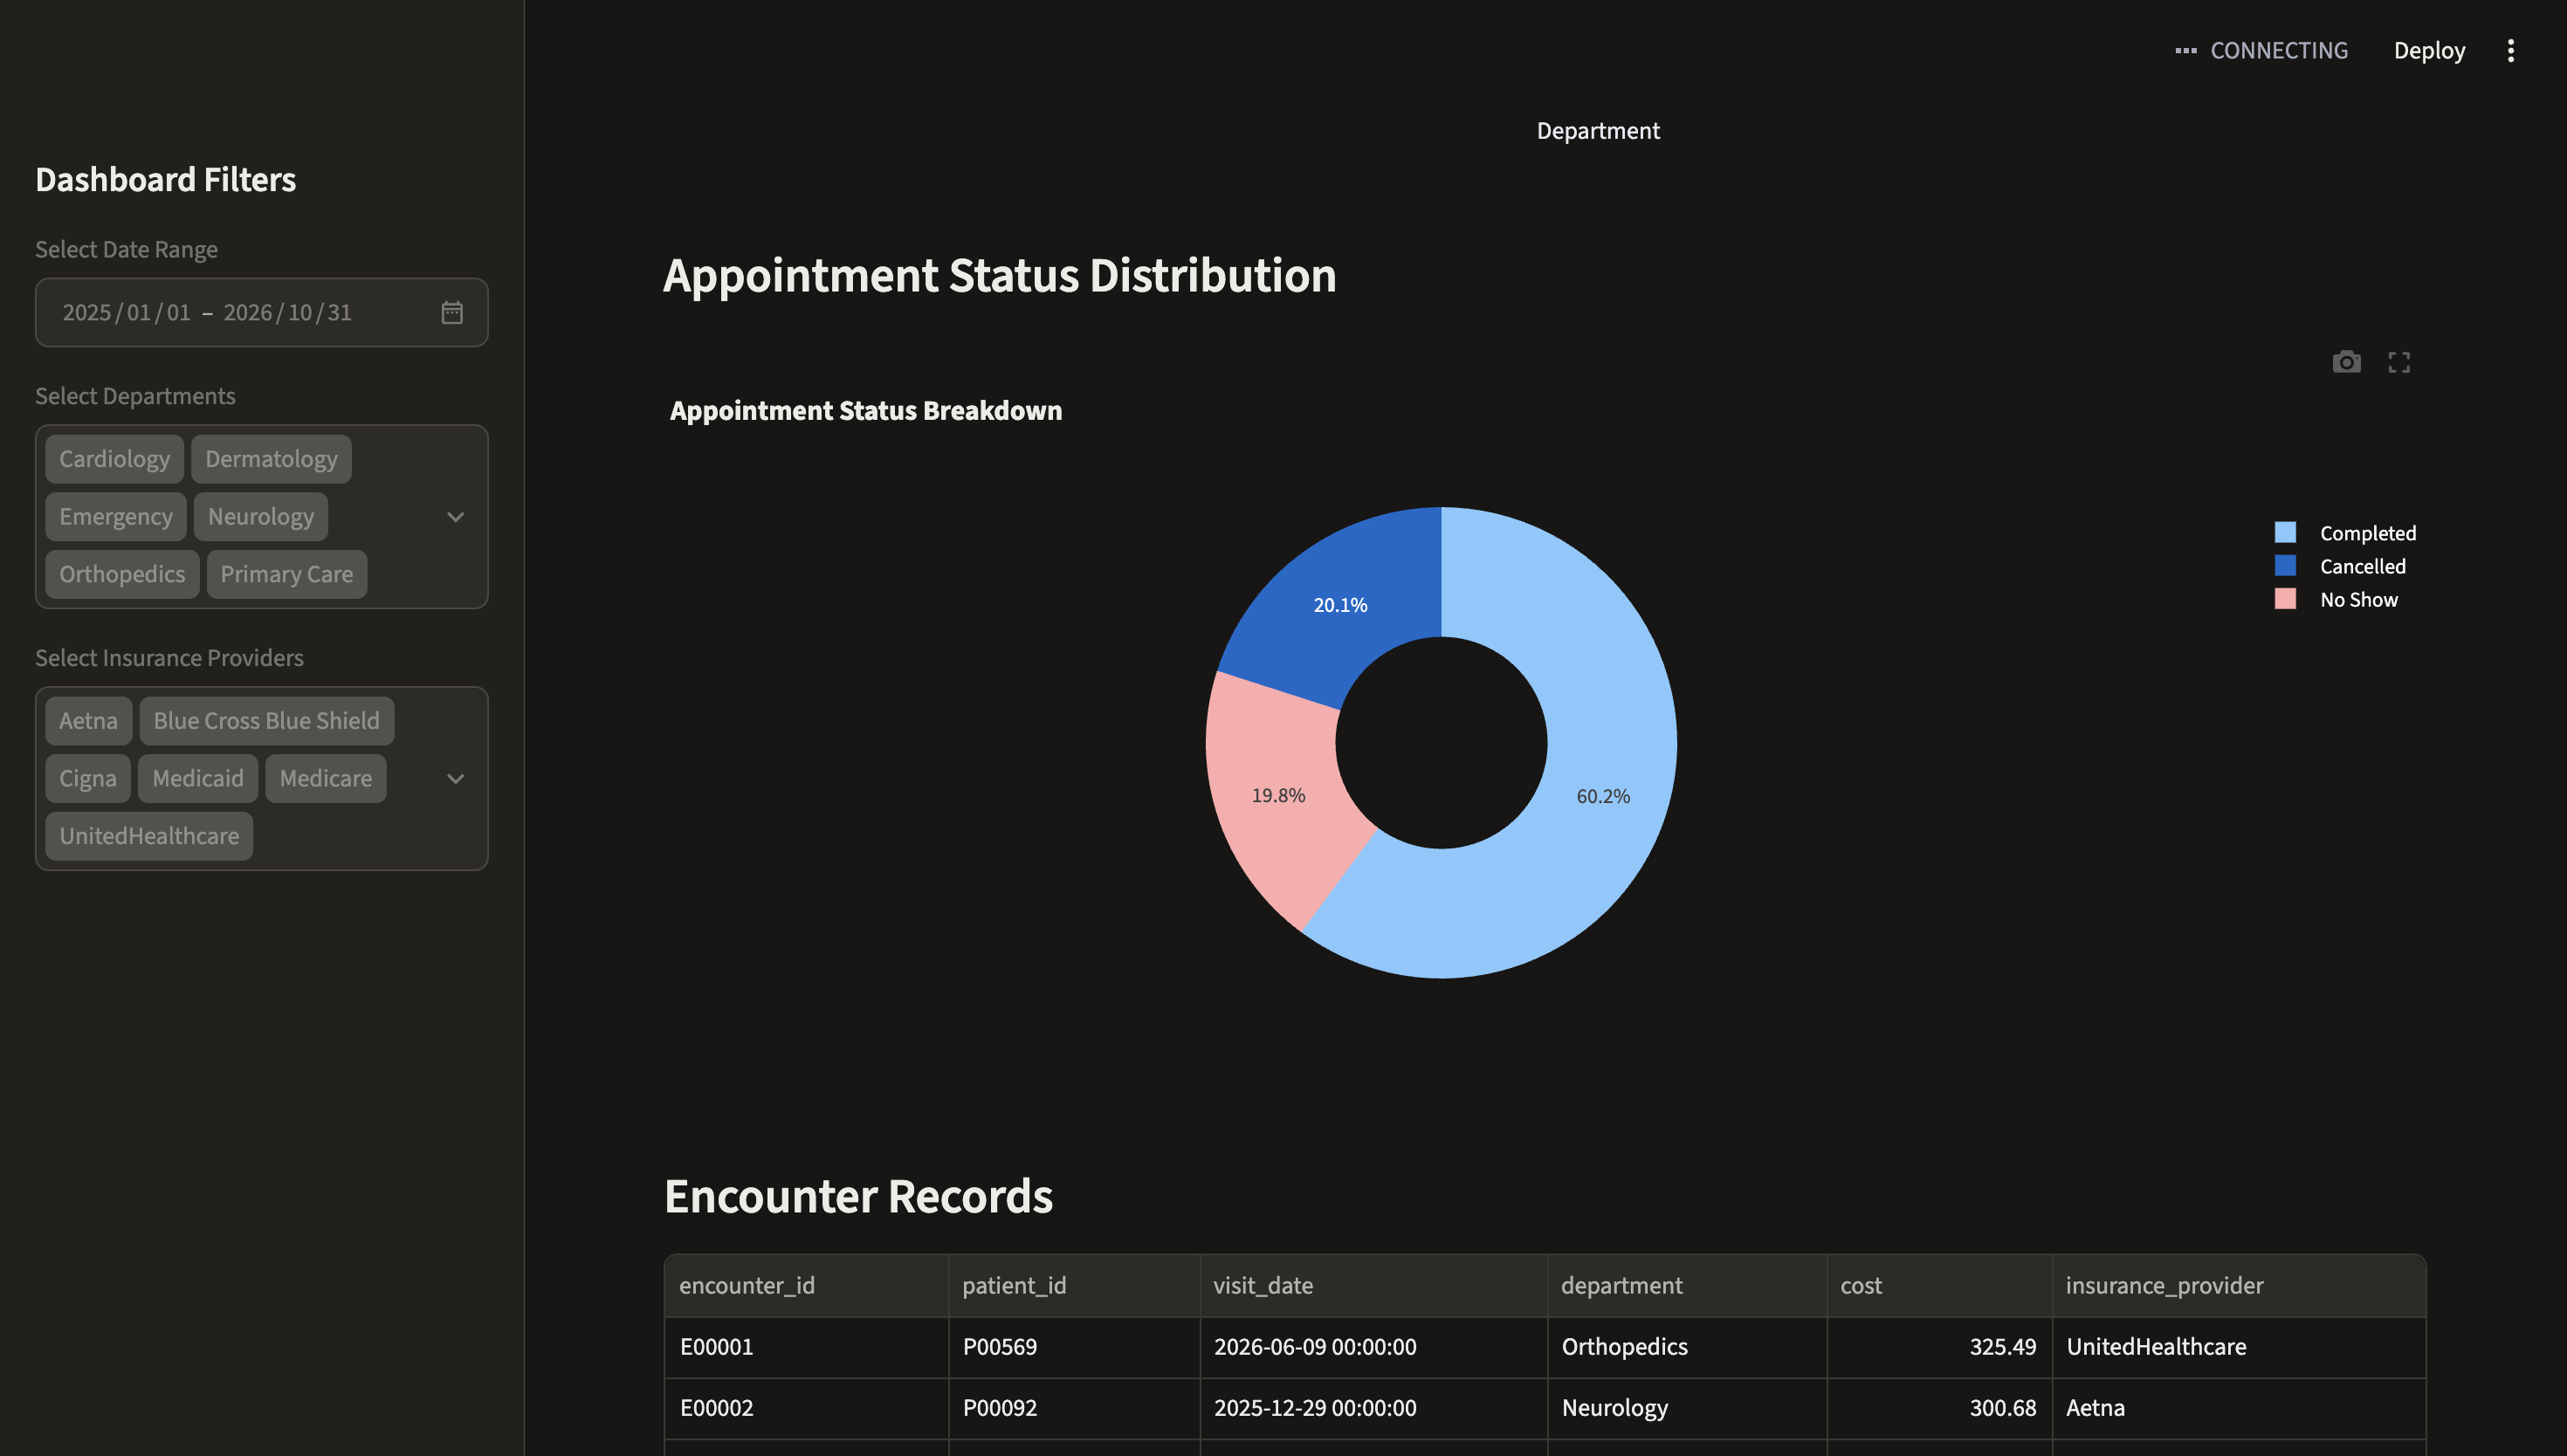 CONNECTING Deploy
Dashboard Filters
Select Date Range
2025/01/01 – 2026/10/31
Select Departments
Cardiology Dermatology
Emergency Neurology
Orthopedics Primary Care
Select Insurance Providers
Aetna Blue Cross Blue Shield
Cigna Medicaid Medicare
UnitedHealthcare
Department
Appointment Status Distribution
Appointment Status Breakdown
20.1%
19.8%
60.2%
Completed
Cancelled
No Show
Encounter Records
encounter_id patient_id visit_date department cost insurance_provider
E00001 P00569 2026-06-09 00:00:00 Orthopedics 325.49 UnitedHealthcare
E00002 P00092 2025-12-29 00:00:00 Neurology 300.68 Aetna